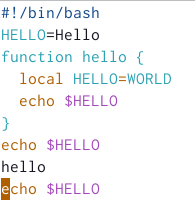 #!/bin/bash
HELLO=Hello
function hello {
  local HELLO=WORLD
  echo $HELLO
}
echo $HELLO
hello
echo $HELLO